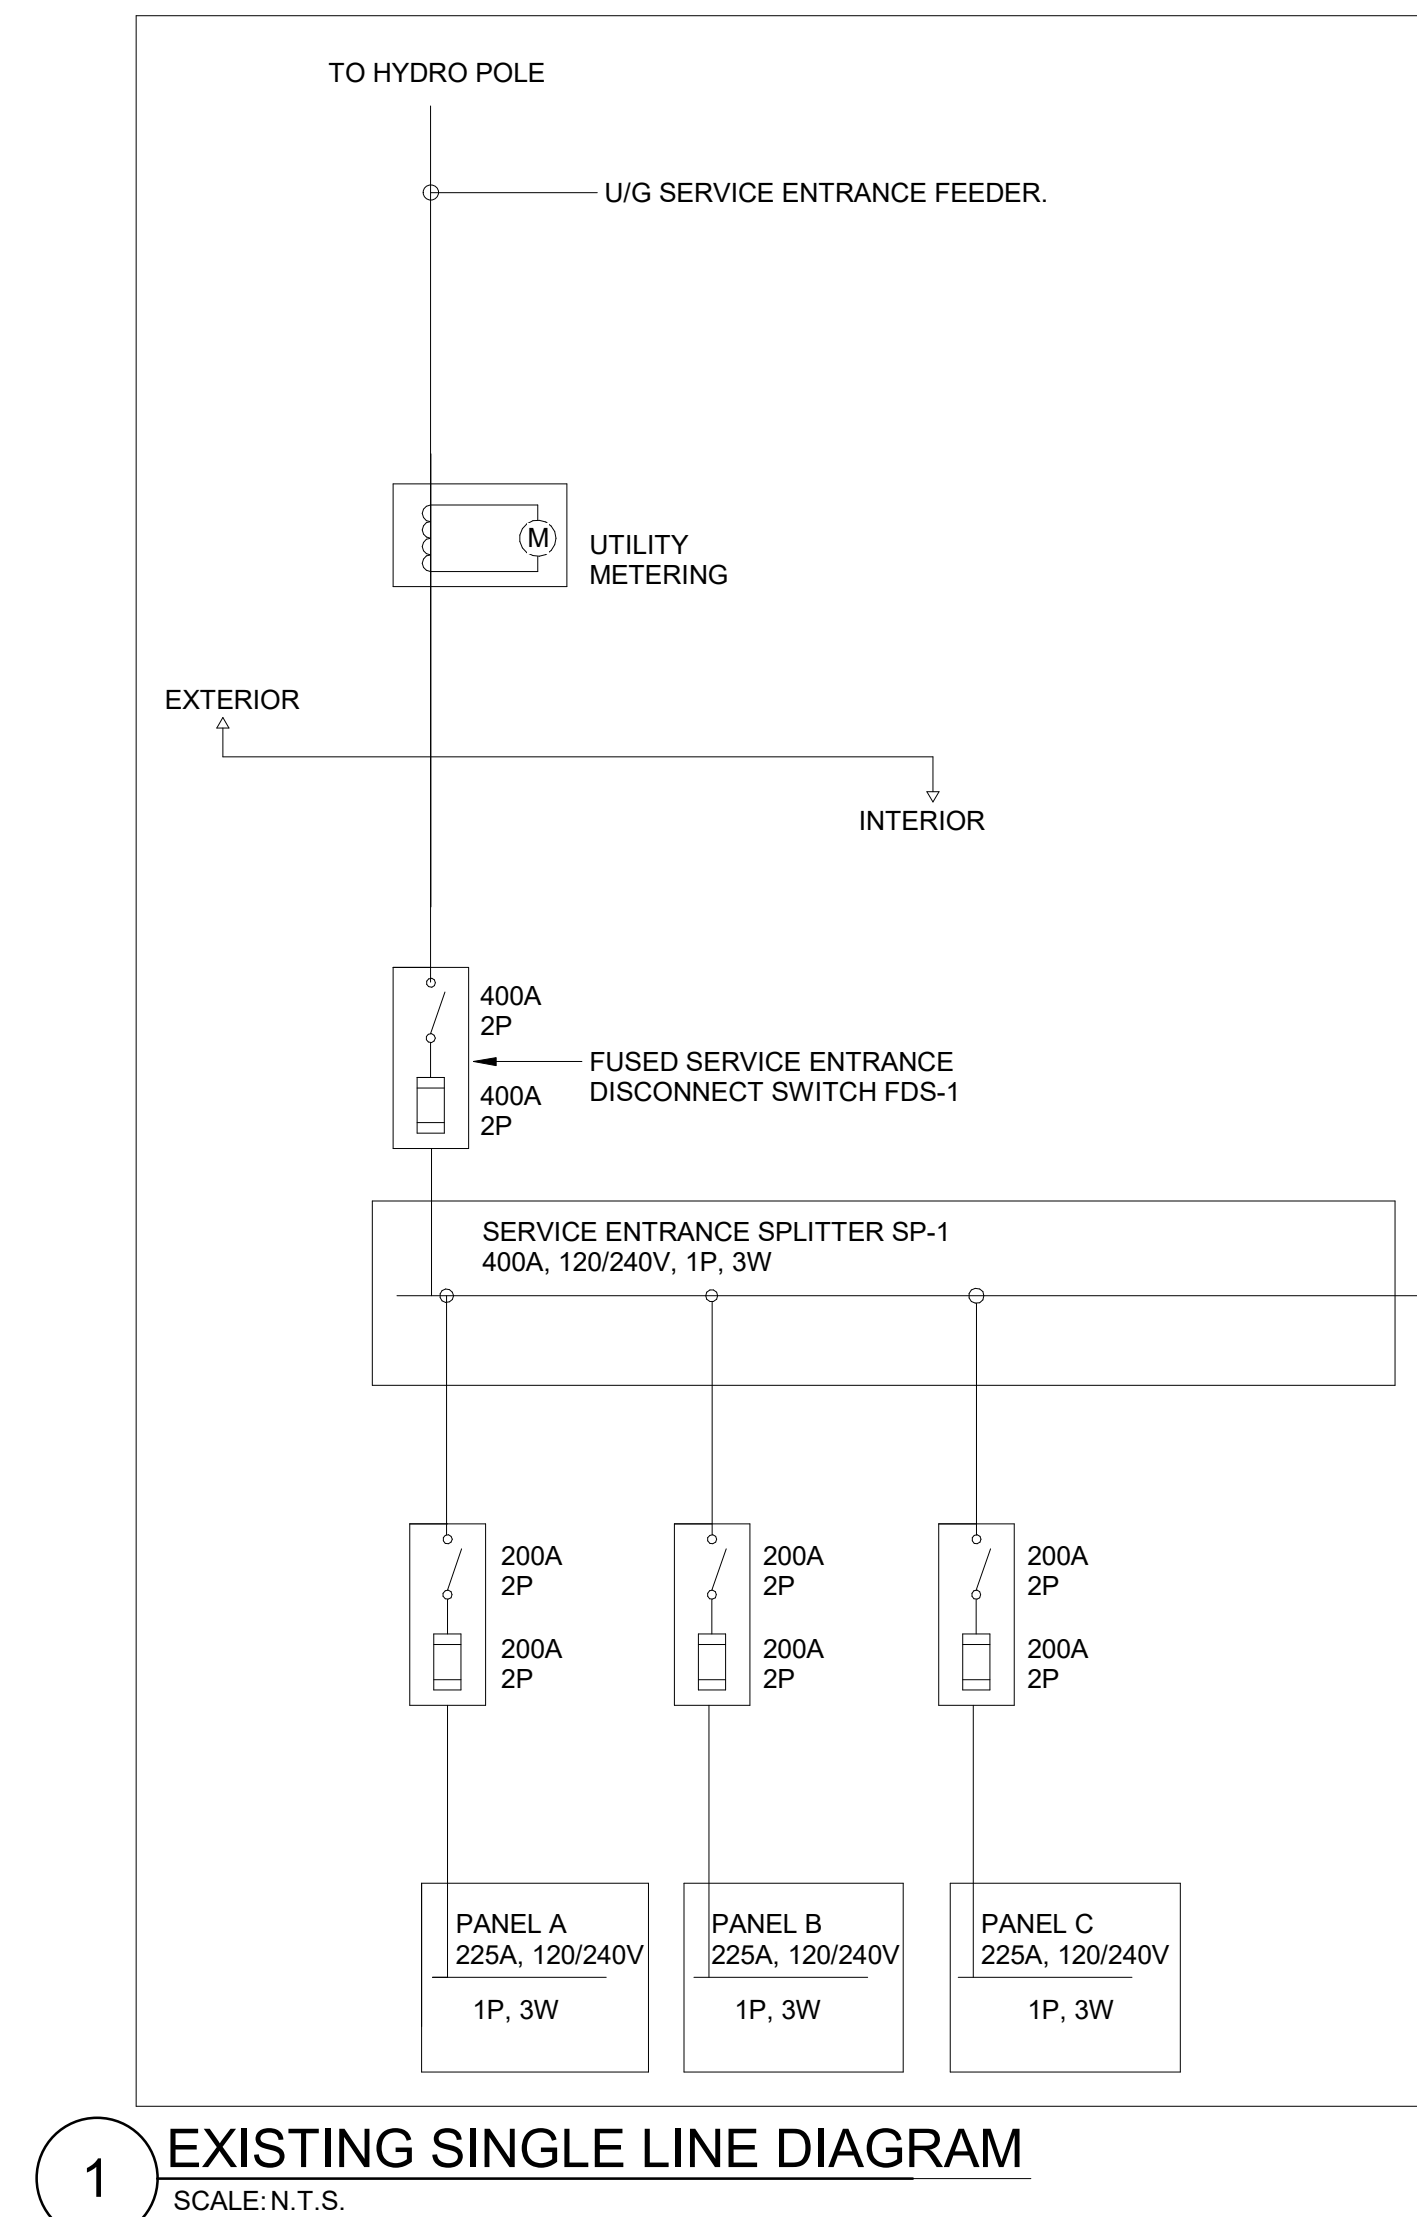 TO HYDRO POLE
U/G SERVICE ENTRANCE FEEDER.
M
UTILITY
METERING
EXTERIOR
INTERIOR
400A
2P
FUSED SERVICE ENTRANCE
DISCONNECT SWITCH FDS-1
400A
2P
SERVICE ENTRANCE SPLITTER SP-1
400A, 120/240V, 1P, 3W
200A
2P
200A
2P
200A
2P
200A
2P
200A
2P
200A
2P
PANEL A
225A, 120/240V
1P, 3W
PANEL B
225A, 120/240V
1P, 3W
PANEL C
225A, 120/240V
1P, 3W
1
EXISTING SINGLE LINE DIAGRAM
SCALE: N.T.S.